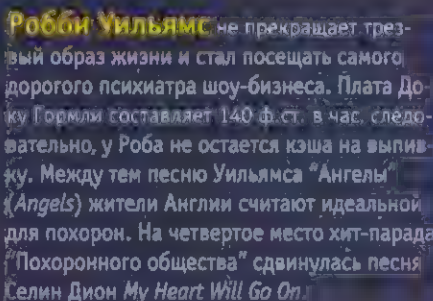 Робби Уильямс не прекращает трез-
вый образ жизни и стал посещать самого
дорогого психиатра шоу-бизнеса. Плата До-
ку Гормли составляет 140 ф.ст. в час, следо-
вательно, у Роба не остается кэша на выпив-
ку. Между тем песню Уильямса "Ангелы"
(Angels) жители Англии считают идеальной
для похорон. На четвертое место хит-парада
"Похоронного общества" сдвинулась песня
Селин Дион My Heart Will Go On.